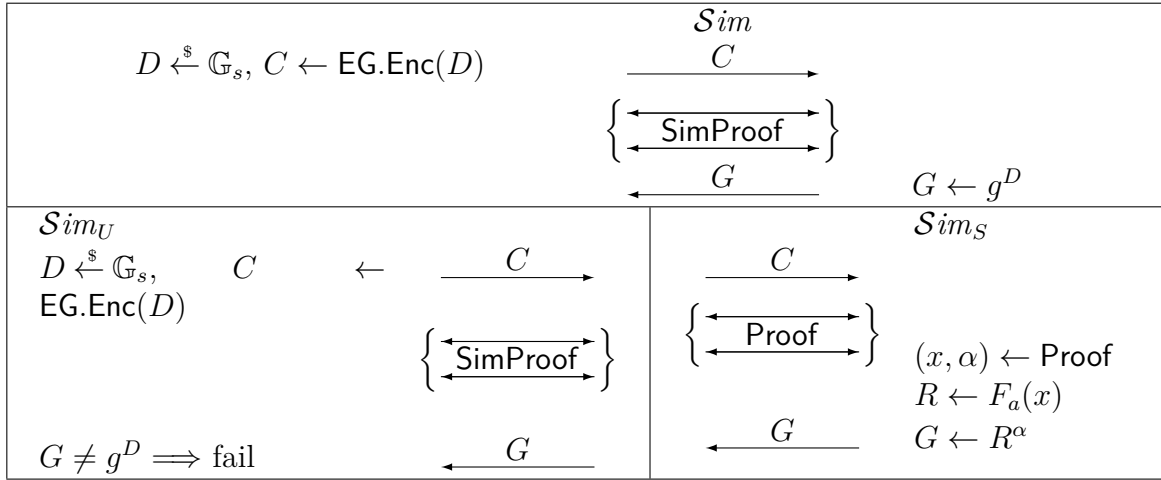 𝒮im
D ←$ 𝔾ₛ, C ← EG.Enc(D)
C
{ SimProof }
G
G ← g^D
𝒮im_U
D ←$ 𝔾ₛ, C ←
EG.Enc(D)
C
{ SimProof }
G ≠ g^D ⟹ fail
G
𝒮im_S
C
{ Proof }
(x, α) ← Proof
R ← F_a(x)
G
G ← R^α